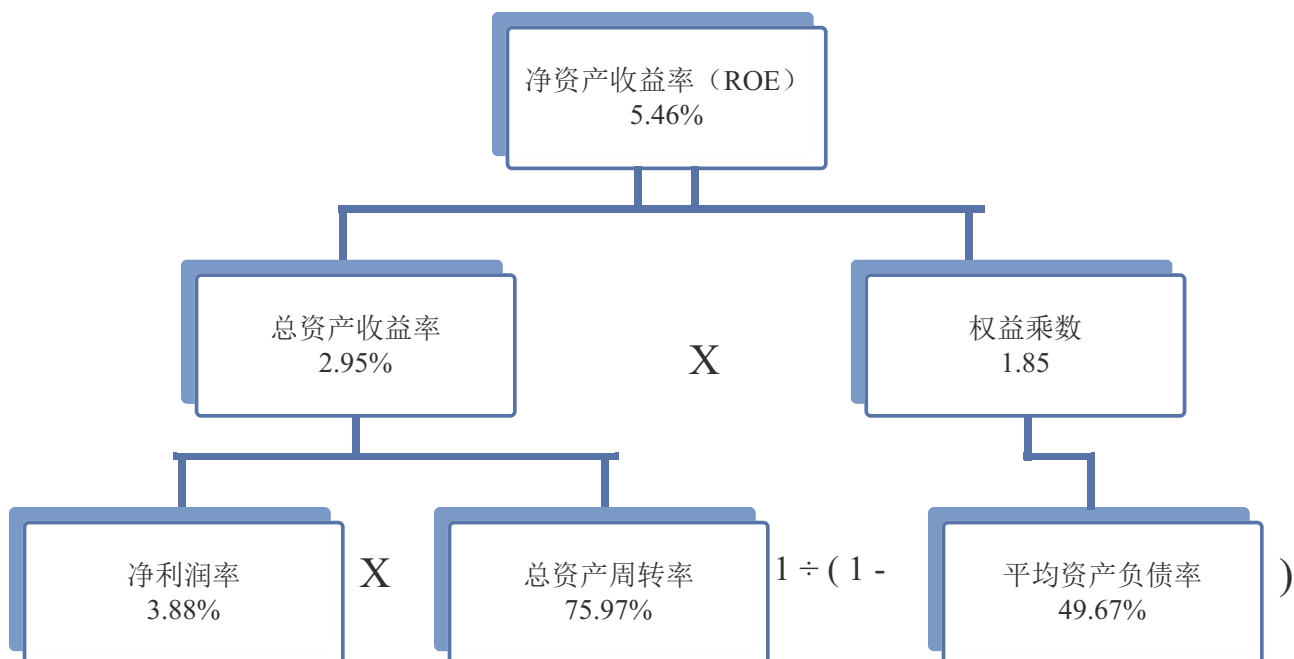 净资产收益率（ROE）
5.46%
总资产收益率
2.95%
X
权益乘数
1.85
净利润率
3.88%
X
总资产周转率
75.97%
1 ÷ ( 1 -
平均资产负债率
49.67%
)